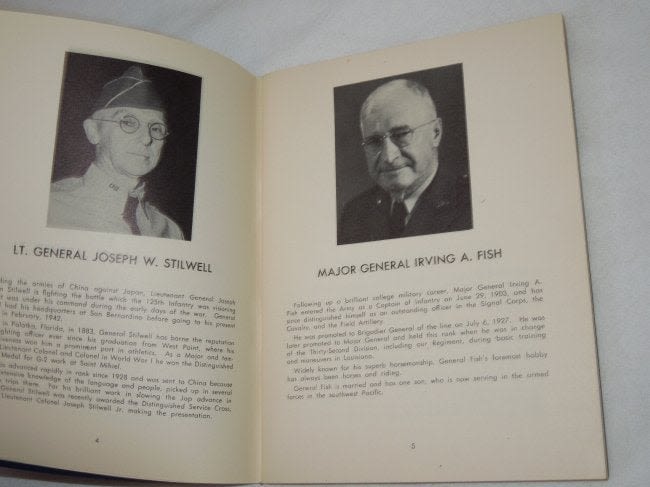 LT. GENERAL JOSEPH W. STILWELL
ding the armies of China against Japan, Lieutenant General Joseph
n Stilwell is fighting the battle which the 125th Infantry was visioning
r was under his command during the early days of the war. General
l had his headquarters at San Bernardino before going to his present
in February, 1942.
in Palatka, Florida, in 1883, General Stilwell has borne the reputation
ighting officer ever since his graduation from West Point, where his
was won him a prominent part in athletics. As a Major and
Lieutenant Colonel and Colonel in World War I he won the Distinguished
Medal for G-2 work at Saint Mihiel.
as advanced rapidly in rank since 1928 and was sent to China because
extensive knowledge of the language and people, picked up in several
trips there. For his brilliant work in slowing the Jap advance in
General Stilwell was recently awarded the Distinguished Service Cross,
Lieutenant Colonel Joseph Stilwell Jr. making the presentation.
4
MAJOR GENERAL IRVING A. FISH
Following up a brilliant college military career, Major General Irving A.
Fish entered the Army as a Captain of Infantry on June 29, 1903, and has
since distinguished himself as an outstanding officer in the Signal Corps, the
Cavalry, and the Field Artillery.
He was promoted to Brigadier General of the line on July 6, 1927. He was
later promoted to Major General and held this rank when he was in charge
of the Thirty-Second Division, including our Regiment, during basic training
and maneuvers in Louisiana.
Widely known for his superb horsemanship, General Fish's foremost hobby
has always been horses and riding.
General Fish is married and has one son, who is now serving in the armed
forces in the southwest Pacific.
5